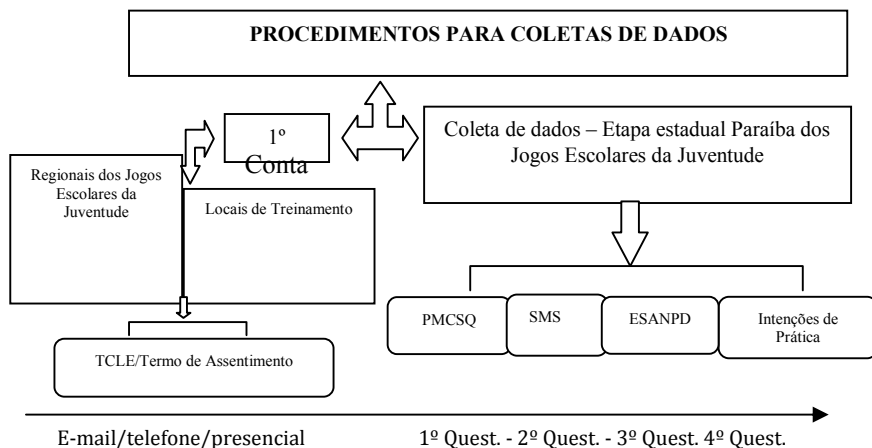 PROCEDIMENTOS PARA COLETAS DE DADOS
1º
Conta
Coleta de dados – Etapa estadual Paraíba dos
Jogos Escolares da Juventude
Regionais dos Jogos
Escolares da
Juventude
Locais de Treinamento
PMCSQ
SMS
ESANPD
Intenções de
Prática
TCLE/Termo de Assentimento
E-mail/telefone/presencial
1º Quest. - 2º Quest. - 3º Quest. 4º Quest.